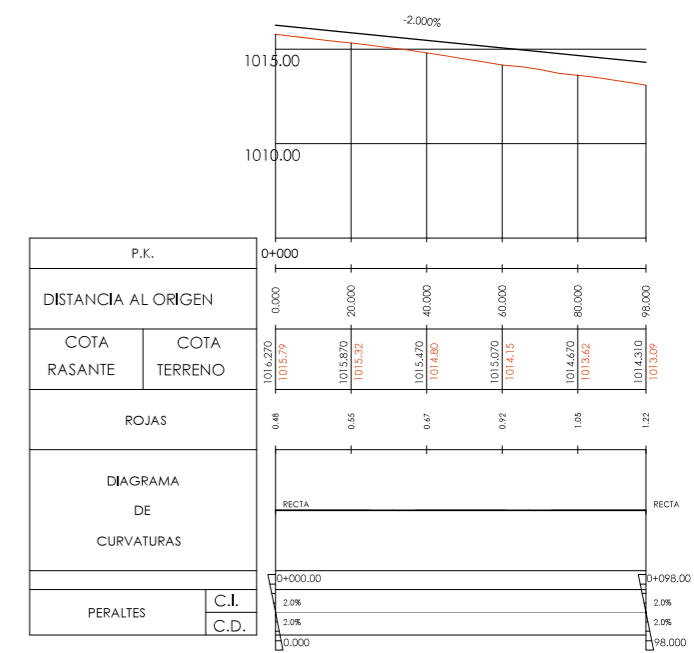 -2.000%
1015.00
1010.00
P.K.
0+000
DISTANCIA AL ORIGEN
0.000
20.000
40.000
60.000
80.000
98.000
COTA RASANTE
COTA TERRENO
1016.270
1015.79
1015.870
1015.32
1015.470
1014.80
1015.070
1014.15
1014.670
1013.62
1014.310
1013.09
ROJAS
0.48
0.55
0.67
0.92
1.05
1.22
DIAGRAMA
DE
CURVATURAS
RECTA
RECTA
0+000.00
0+098.00
PERALTES
C.I.
2.0%
2.0%
C.D.
2.0%
2.0%
0.000
98.000